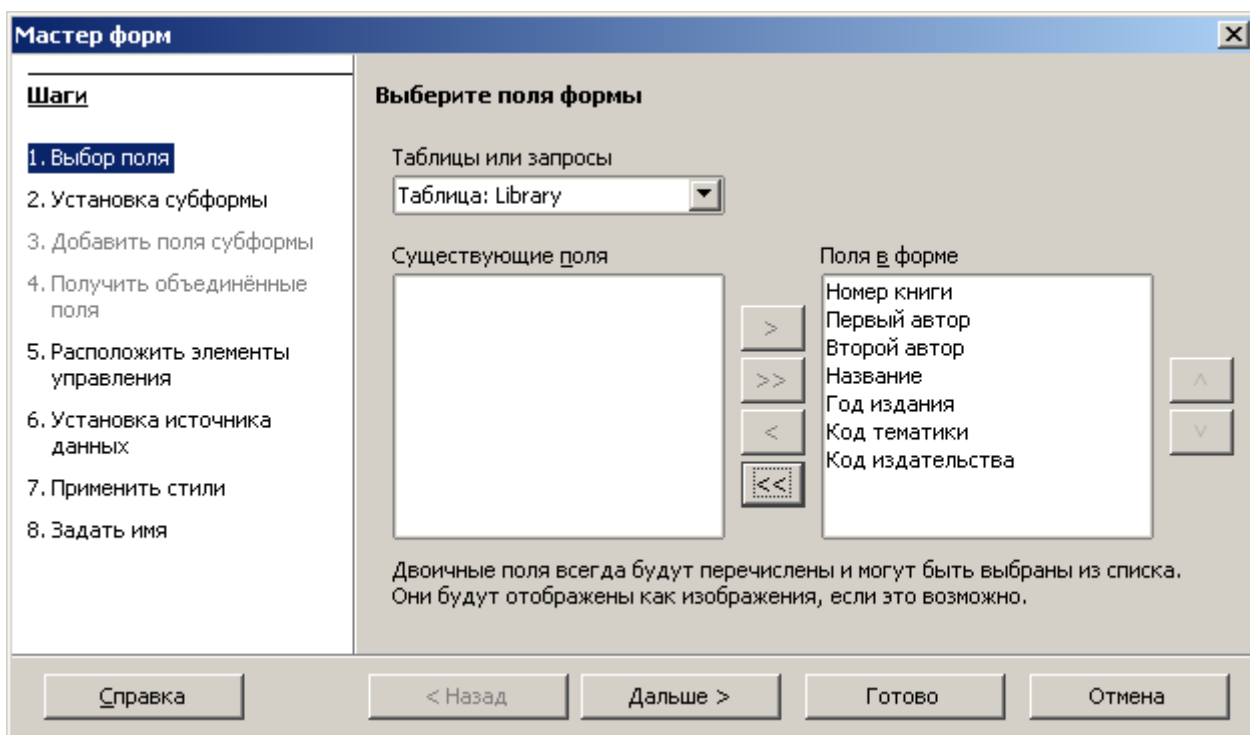 Мастер форм
Шаги
1. Выбор поля
2. Установка субформы
3. Добавить поля субформы
4. Получить объединённые
поля
5. Расположить элементы
управления
6. Установка источника
данных
7. Применить стили
8. Задать имя
Выберите поля формы
Таблицы или запросы
Таблица: Library
Существующие поля
Поля в форме
Номер книги
Первый автор
Второй автор
Название
Год издания
Код тематики
Код издательства
>
>>
<
<<
^
v
Двоичные поля всегда будут перечислены и могут быть выбраны из списка.
Они будут отображены как изображения, если это возможно.
Справка
< Назад
Дальше >
Готово
Отмена